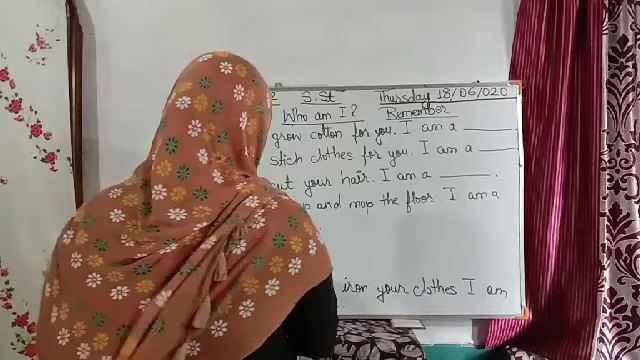 S.St Thursday 18/06/020
Who am I? Remember
grow cotton for you. I am a
stich clothes for you. I am a
your hair. I am a
and mop the floor. I am a
iron your clothes I am